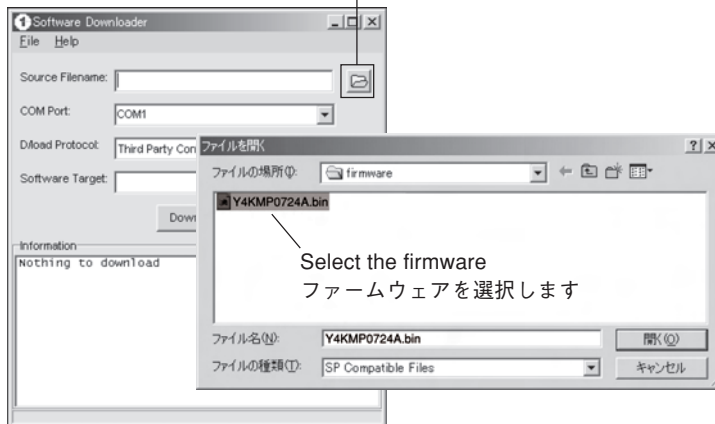 Software Downloader
File Help
Source Filename:
COM Port: COM1
D/load Protocol: Third Party Con
Software Target:
Down
Information
Nothing to download
ファイルを開く
ファイルの場所(I): firmware
Y4KMP0724A.bin
Select the firmware
ファームウェアを選択します
ファイル名(N): Y4KMP0724A.bin 開く(O)
ファイルの種類(T): SP Compatible Files キャンセル